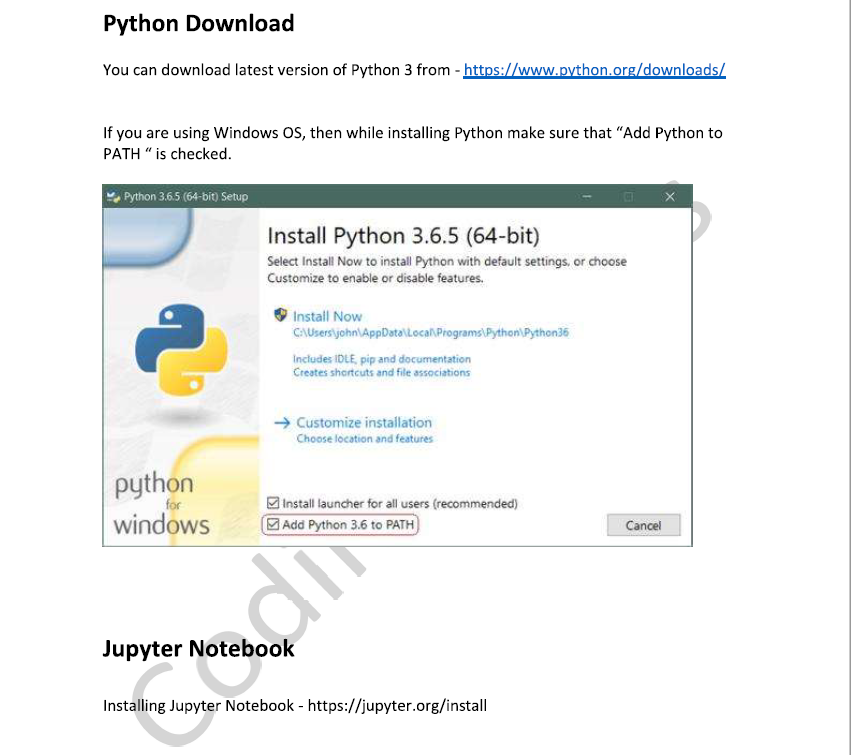 Python Download
You can download latest version of Python 3 from - https://www.python.org/downloads/
If you are using Windows OS, then while installing Python make sure that “Add Python to
PATH “ is checked.
Python 3.6.5 (64-bit) Setup
Install Python 3.6.5 (64-bit)
Select Install Now to install Python with default settings, or choose
Customize to enable or disable features.
Install Now
C:\Users\john\AppData\Local\Programs\Python\Python36
Includes IDLE, pip and documentation
Creates shortcuts and file associations
Customize installation
Choose location and features
python
for
windows
Install launcher for all users (recommended)
Add Python 3.6 to PATH
Cancel
Jupyter Notebook
Installing Jupyter Notebook - https://jupyter.org/install